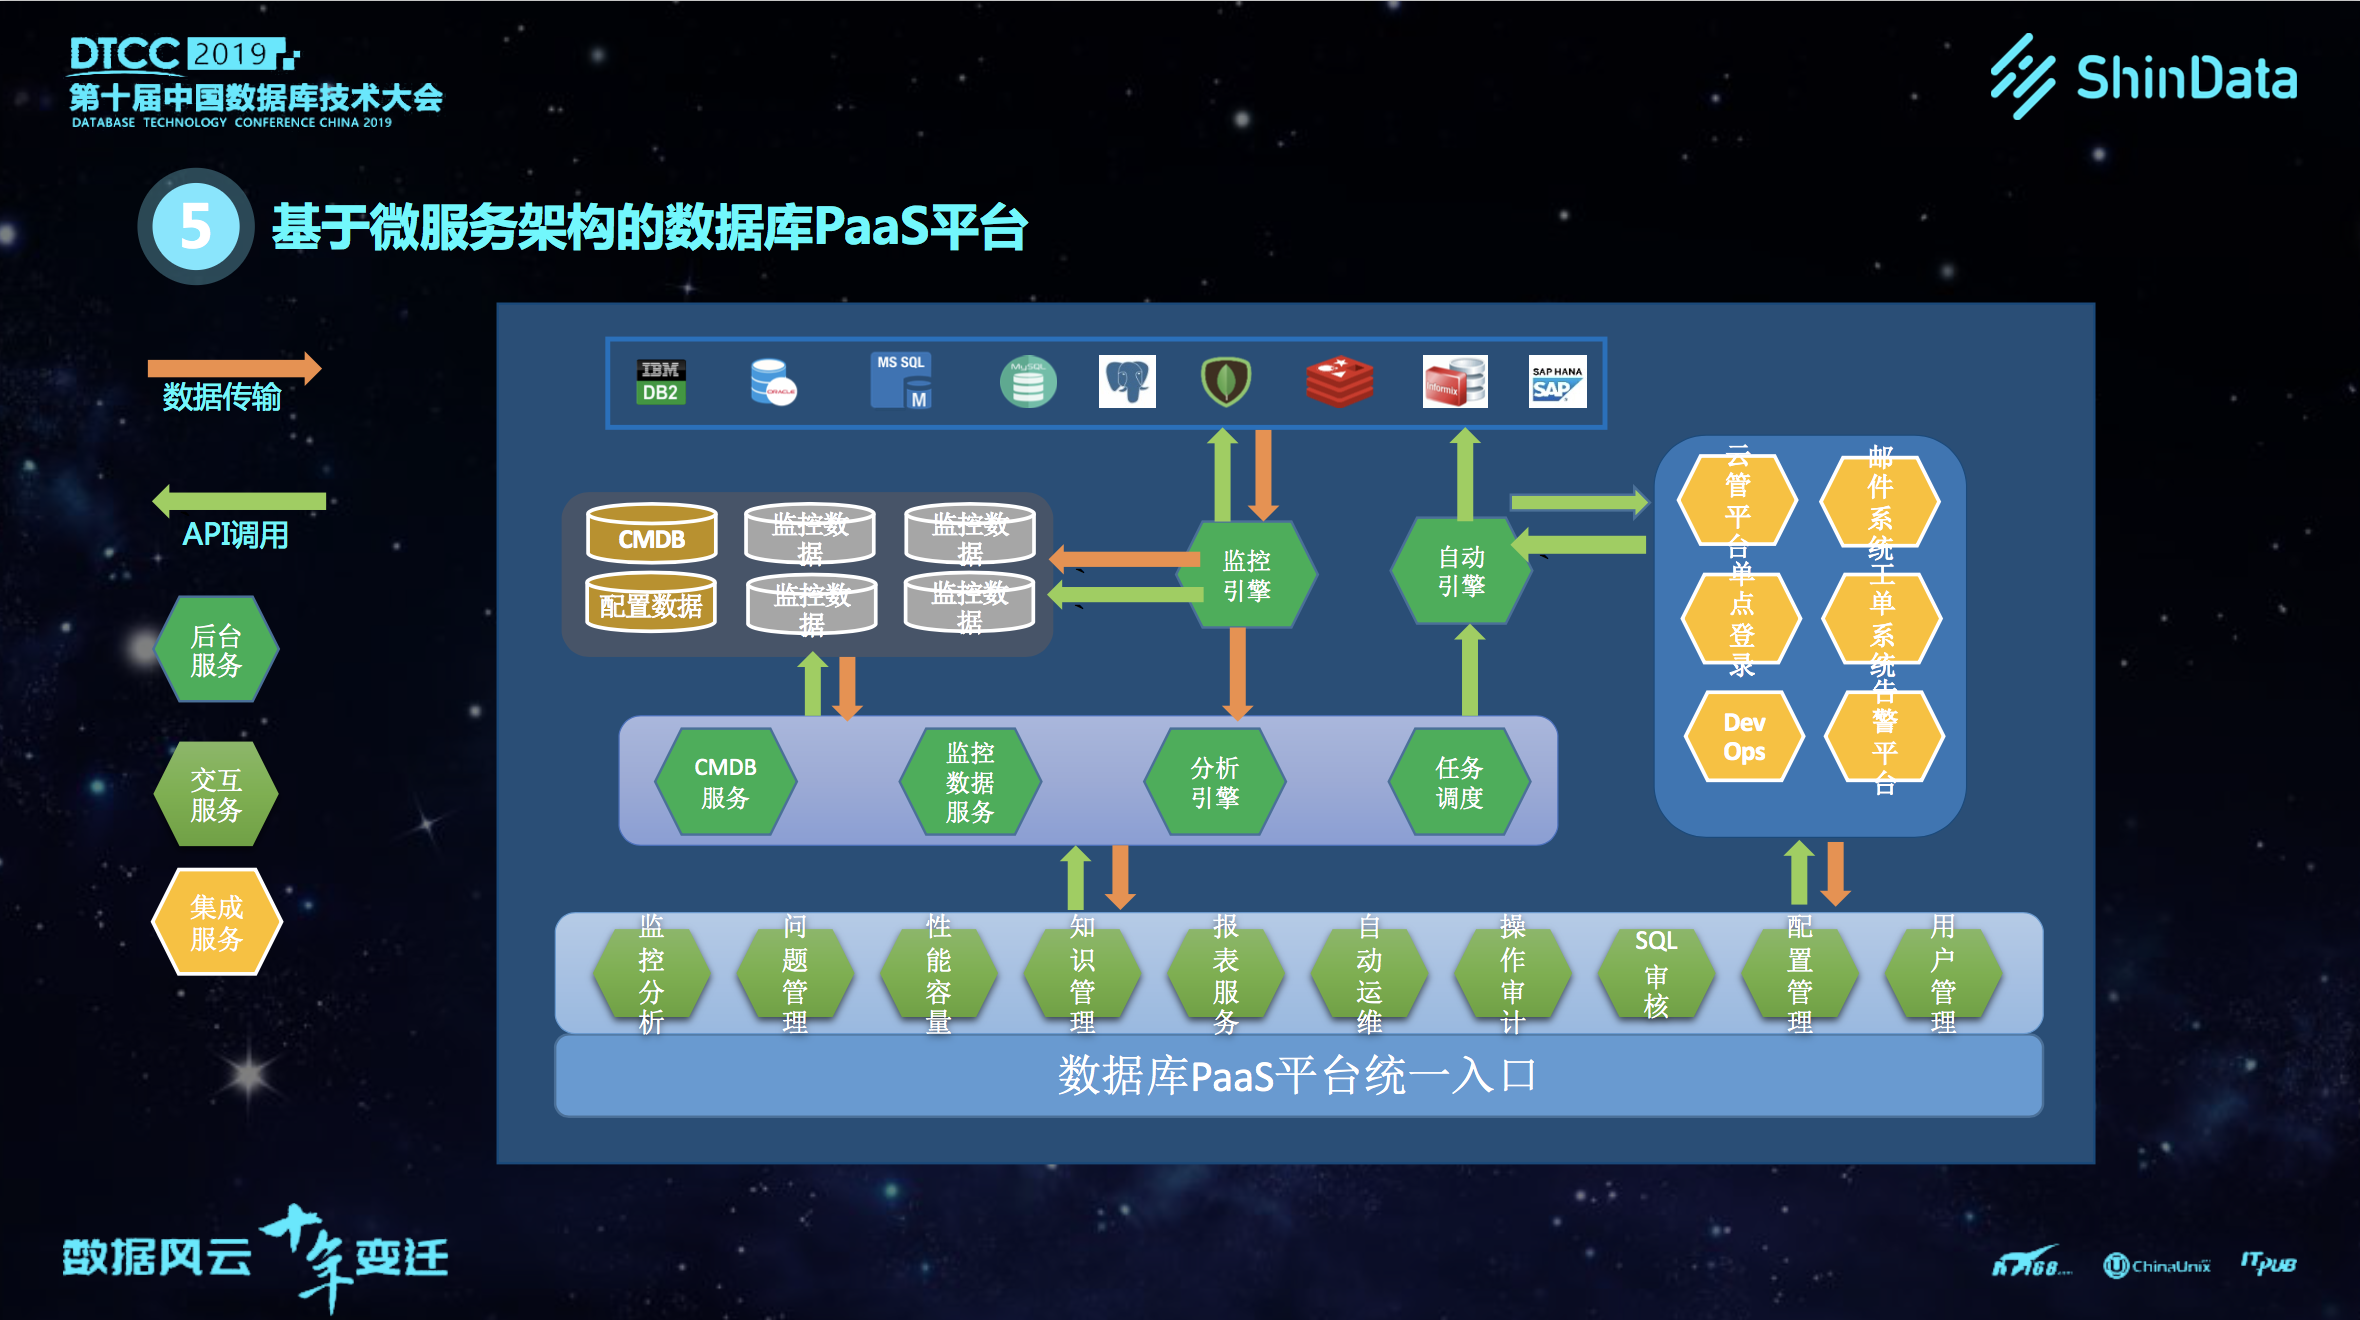 DTCC 2019
第十届中国数据库技术大会
DATABASE TECHNOLOGY CONFERENCE CHINA 2019
ShinData
5
基于微服务架构的数据库PaaS平台
数据传输
API调用
后台
服务
交互
服务
集成
服务
IBM
DB2
ORACLE
MS SQL
M
MySQL
Informix
SAP HANA
SAP
CMDB
监控数
据
监控数
据
配置数据
监控数
据
监控数
据
监控
引擎
自动
引擎
云
管
平
台
邮
件
系
统
单
点
登
录
工
单
系
统
Dev
Ops
告
警
平
台
CMDB
服务
监控
数据
服务
分析
引擎
任务
调度
监
控
分
析
问
题
管
理
性
能
容
量
知
识
管
理
报
表
服
务
自
动
运
维
操
作
审
计
SQL
审
核
配
置
管
理
用
户
管
理
数据库PaaS平台统一入口
数据风云十年变迁
ChinaUnix
ITPUB